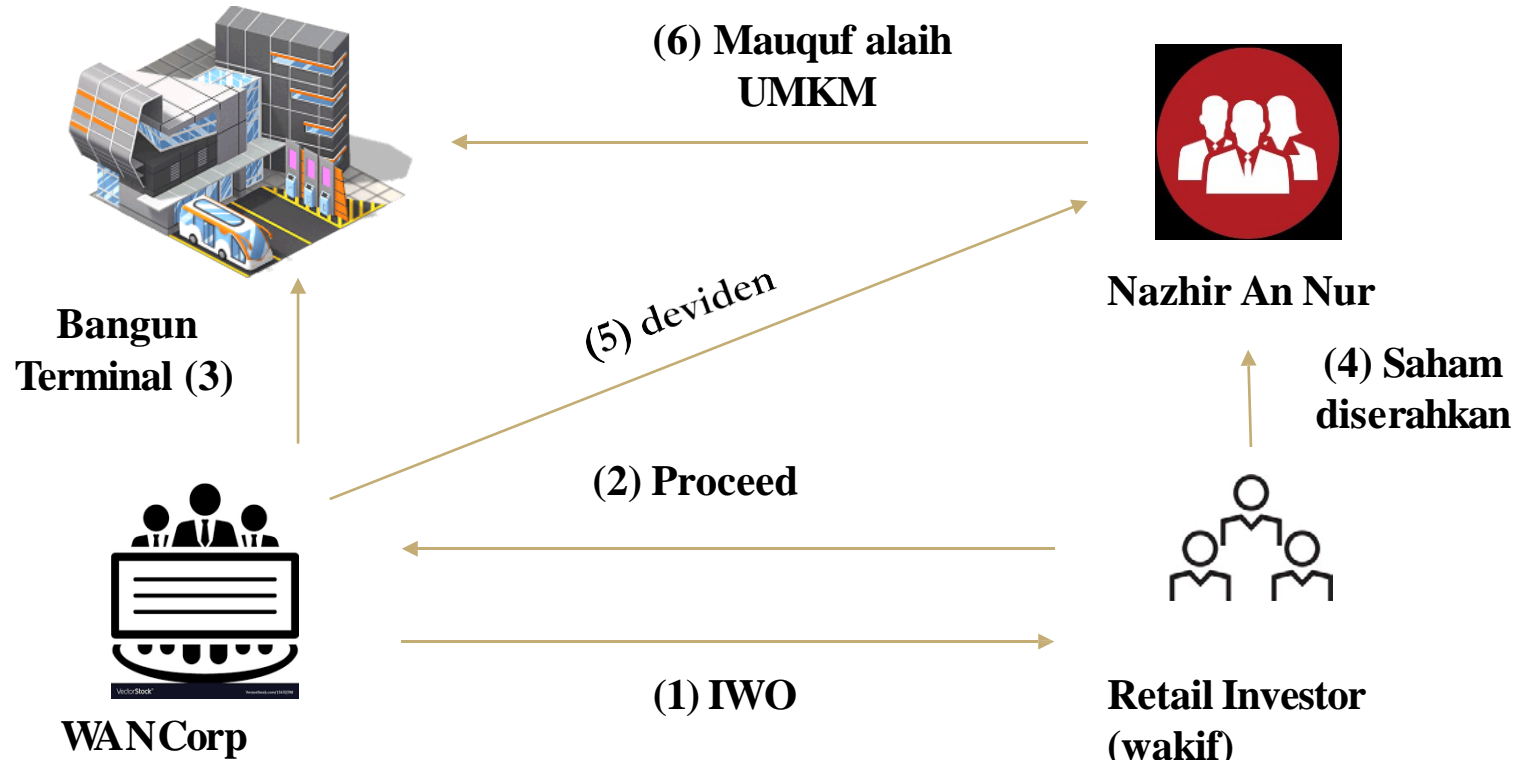 (6) Mauquf alaih
UMKM
Nazhir An Nur
Bangun
Terminal (3)
(5) deviden
(4) Saham
diserahkan
(2) Proceed
(1) IWO
VectorStock
WANCorp
Retail Investor
(wakif)